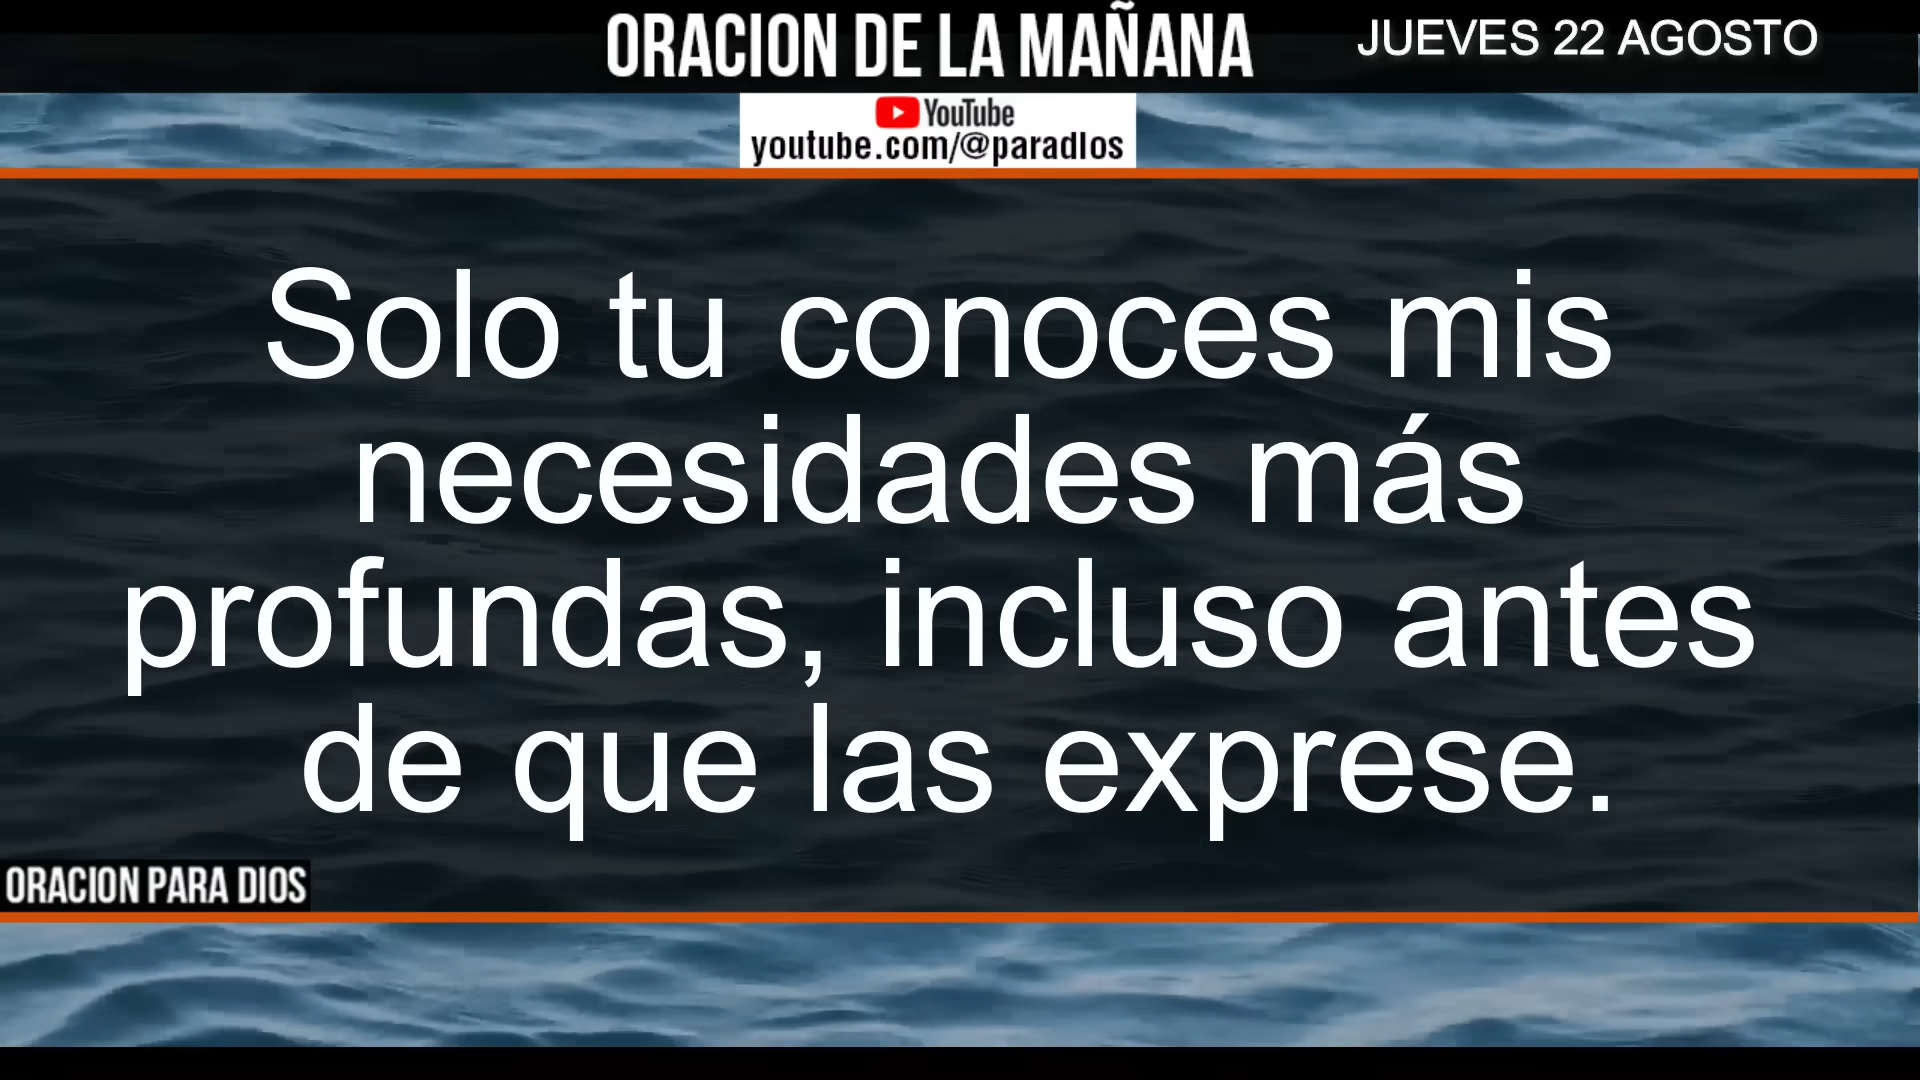 ORACION DE LA MAÑANA
JUEVES 22 AGOSTO
YouTube
youtube.com/@paradIos
Solo tu conoces mis
necesidades más
profundas, incluso antes
de que las exprese.
ORACION PARA DIOS